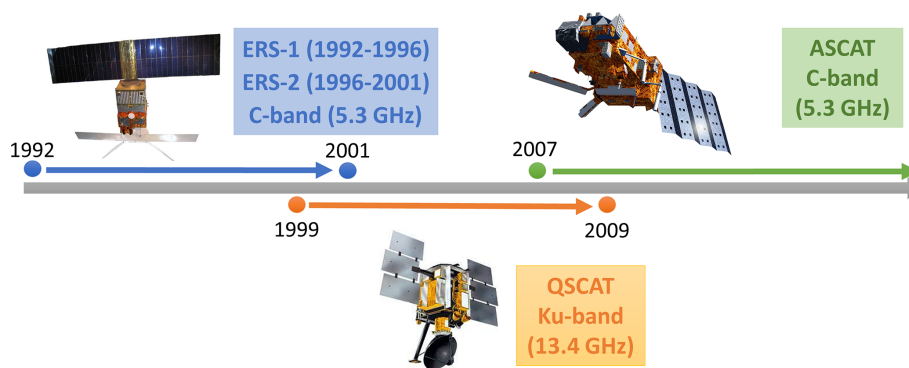 ERS-1 (1992-1996)
ERS-2 (1996-2001)
C-band (5.3 GHz)
ASCAT
C-band
(5.3 GHz)
1992
2001
2007
1999
2009
QSCAT
Ku-band
(13.4 GHz)